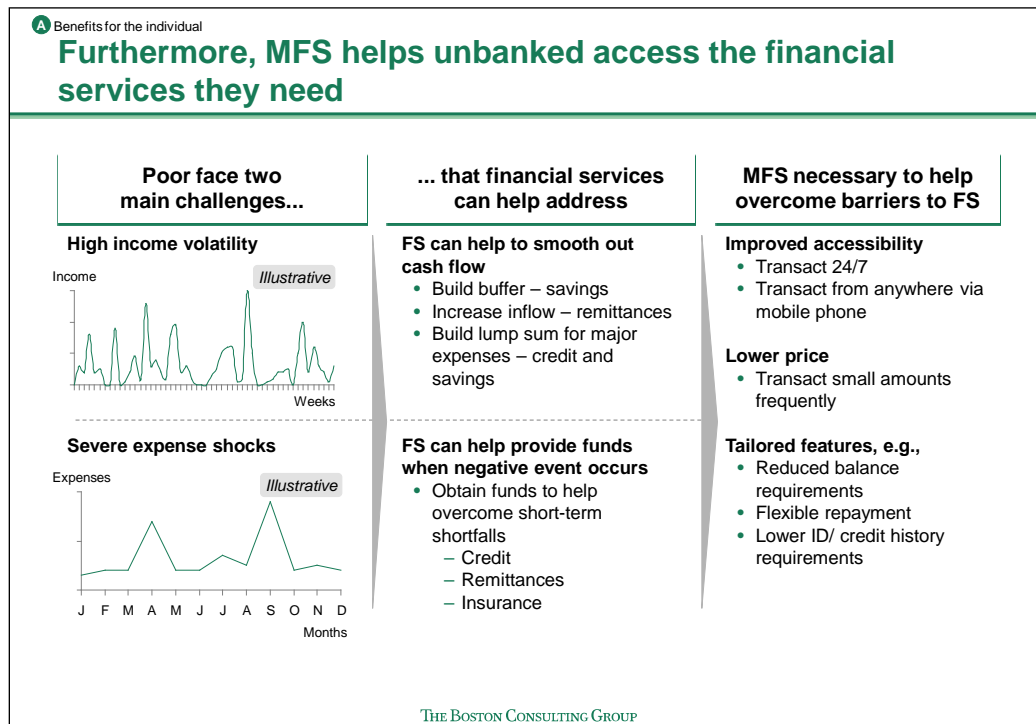 A Benefits for the individual
Furthermore, MFS helps unbanked access the financial
services they need
Poor face two
main challenges...
High income volatility
Income
Illustrative
Weeks
Severe expense shocks
Expenses
Illustrative
J F M A M J J A S O N D
Months
... that financial services
can help address
FS can help to smooth out
cash flow
• Build buffer – savings
• Increase inflow – remittances
• Build lump sum for major
expenses – credit and
savings
FS can help provide funds
when negative event occurs
• Obtain funds to help
overcome short-term
shortfalls
– Credit
– Remittances
– Insurance
MFS necessary to help
overcome barriers to FS
Improved accessibility
• Transact 24/7
• Transact from anywhere via
mobile phone
Lower price
• Transact small amounts
frequently
Tailored features, e.g.,
• Reduced balance
requirements
• Flexible repayment
• Lower ID/ credit history
requirements
THE BOSTON CONSULTING GROUP